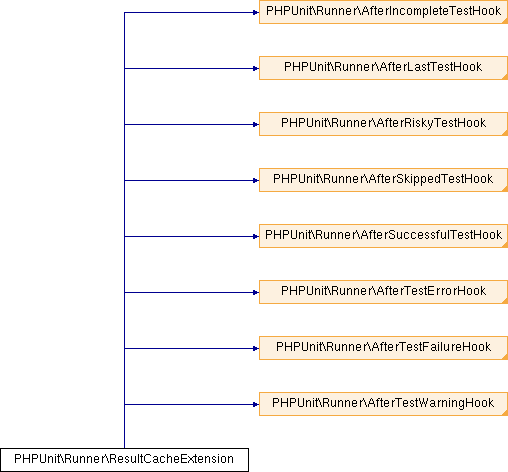 PHPUnit\Runner\AfterIncompleteTestHook
PHPUnit\Runner\AfterLastTestHook
PHPUnit\Runner\AfterRiskyTestHook
PHPUnit\Runner\AfterSkippedTestHook
PHPUnit\Runner\AfterSuccessfulTestHook
PHPUnit\Runner\AfterTestErrorHook
PHPUnit\Runner\AfterTestFailureHook
PHPUnit\Runner\AfterTestWarningHook
PHPUnit\Runner\ResultCacheExtension